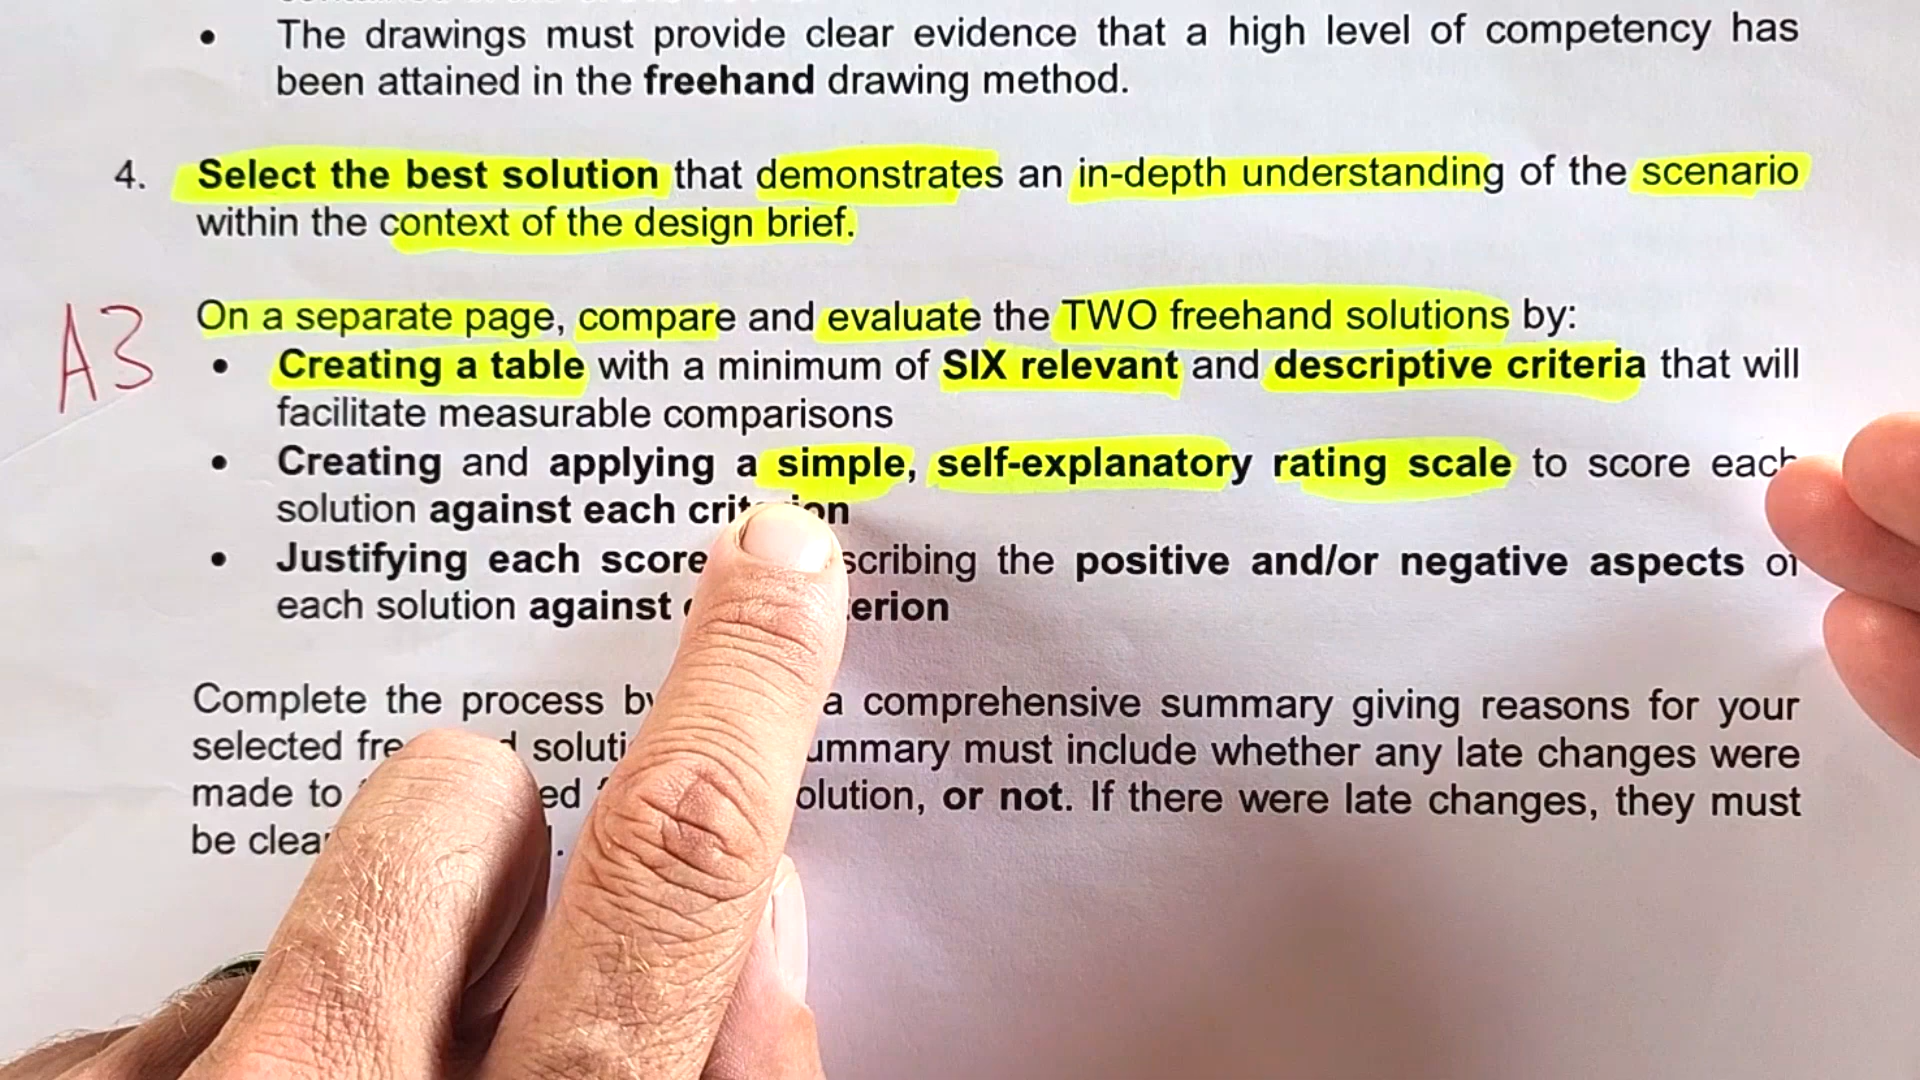 • The drawings must provide clear evidence that a high level of competency has
been attained in the freehand drawing method.
4. Select the best solution that demonstrates an in-depth understanding of the scenario
within the context of the design brief.
A3
On a separate page, compare and evaluate the TWO freehand solutions by:
• Creating a table with a minimum of SIX relevant and descriptive criteria that will
facilitate measurable comparisons
• Creating and applying a simple, self-explanatory rating scale to score each
solution against each criterion
• Justifying each score scribing the positive and/or negative aspects of
each solution against erion
Complete the process by a comprehensive summary giving reasons for your
selected soluti ummary must include whether any late changes were
made to ed olution, or not. If there were late changes, they must
be clea .